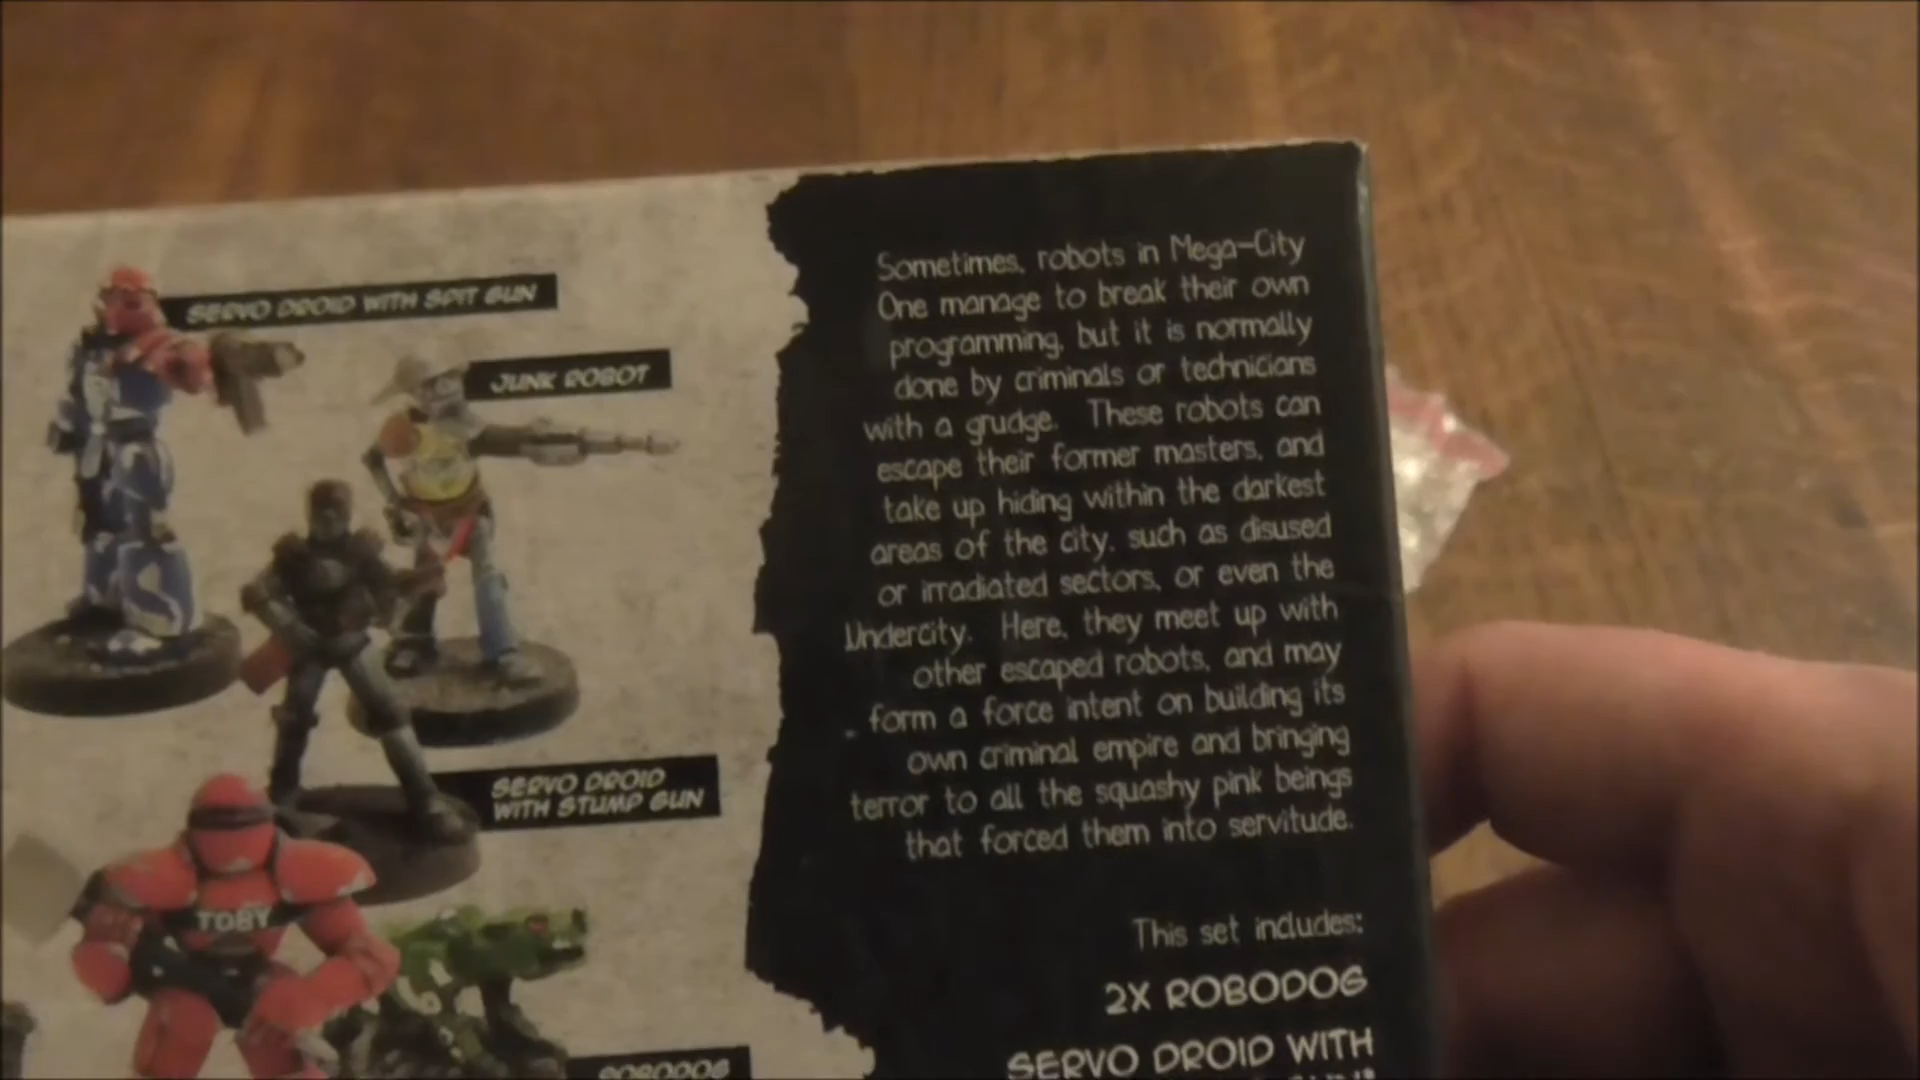 SERVO DROID WITH SPIT GUN
JUNK ROBOT
SERVO DROID
WITH STUMP GUN
TOBY
ROBODOG
Sometimes, robots in Mega-City
One manage to break their own
programming, but it is normally
done by criminals or technicians
with a grudge. These robots can
escape their former masters, and
take up hiding within the darkest
areas of the city, such as disused
or irradiated sectors, or even the
Undercity. Here, they meet up with
other escaped robots, and may
form a force intent on building its
own criminal empire and bringing
terror to all the squashy pink beings
that forced them into servitude.
This set includes:
2X ROBODOG
SERVO DROID WITH